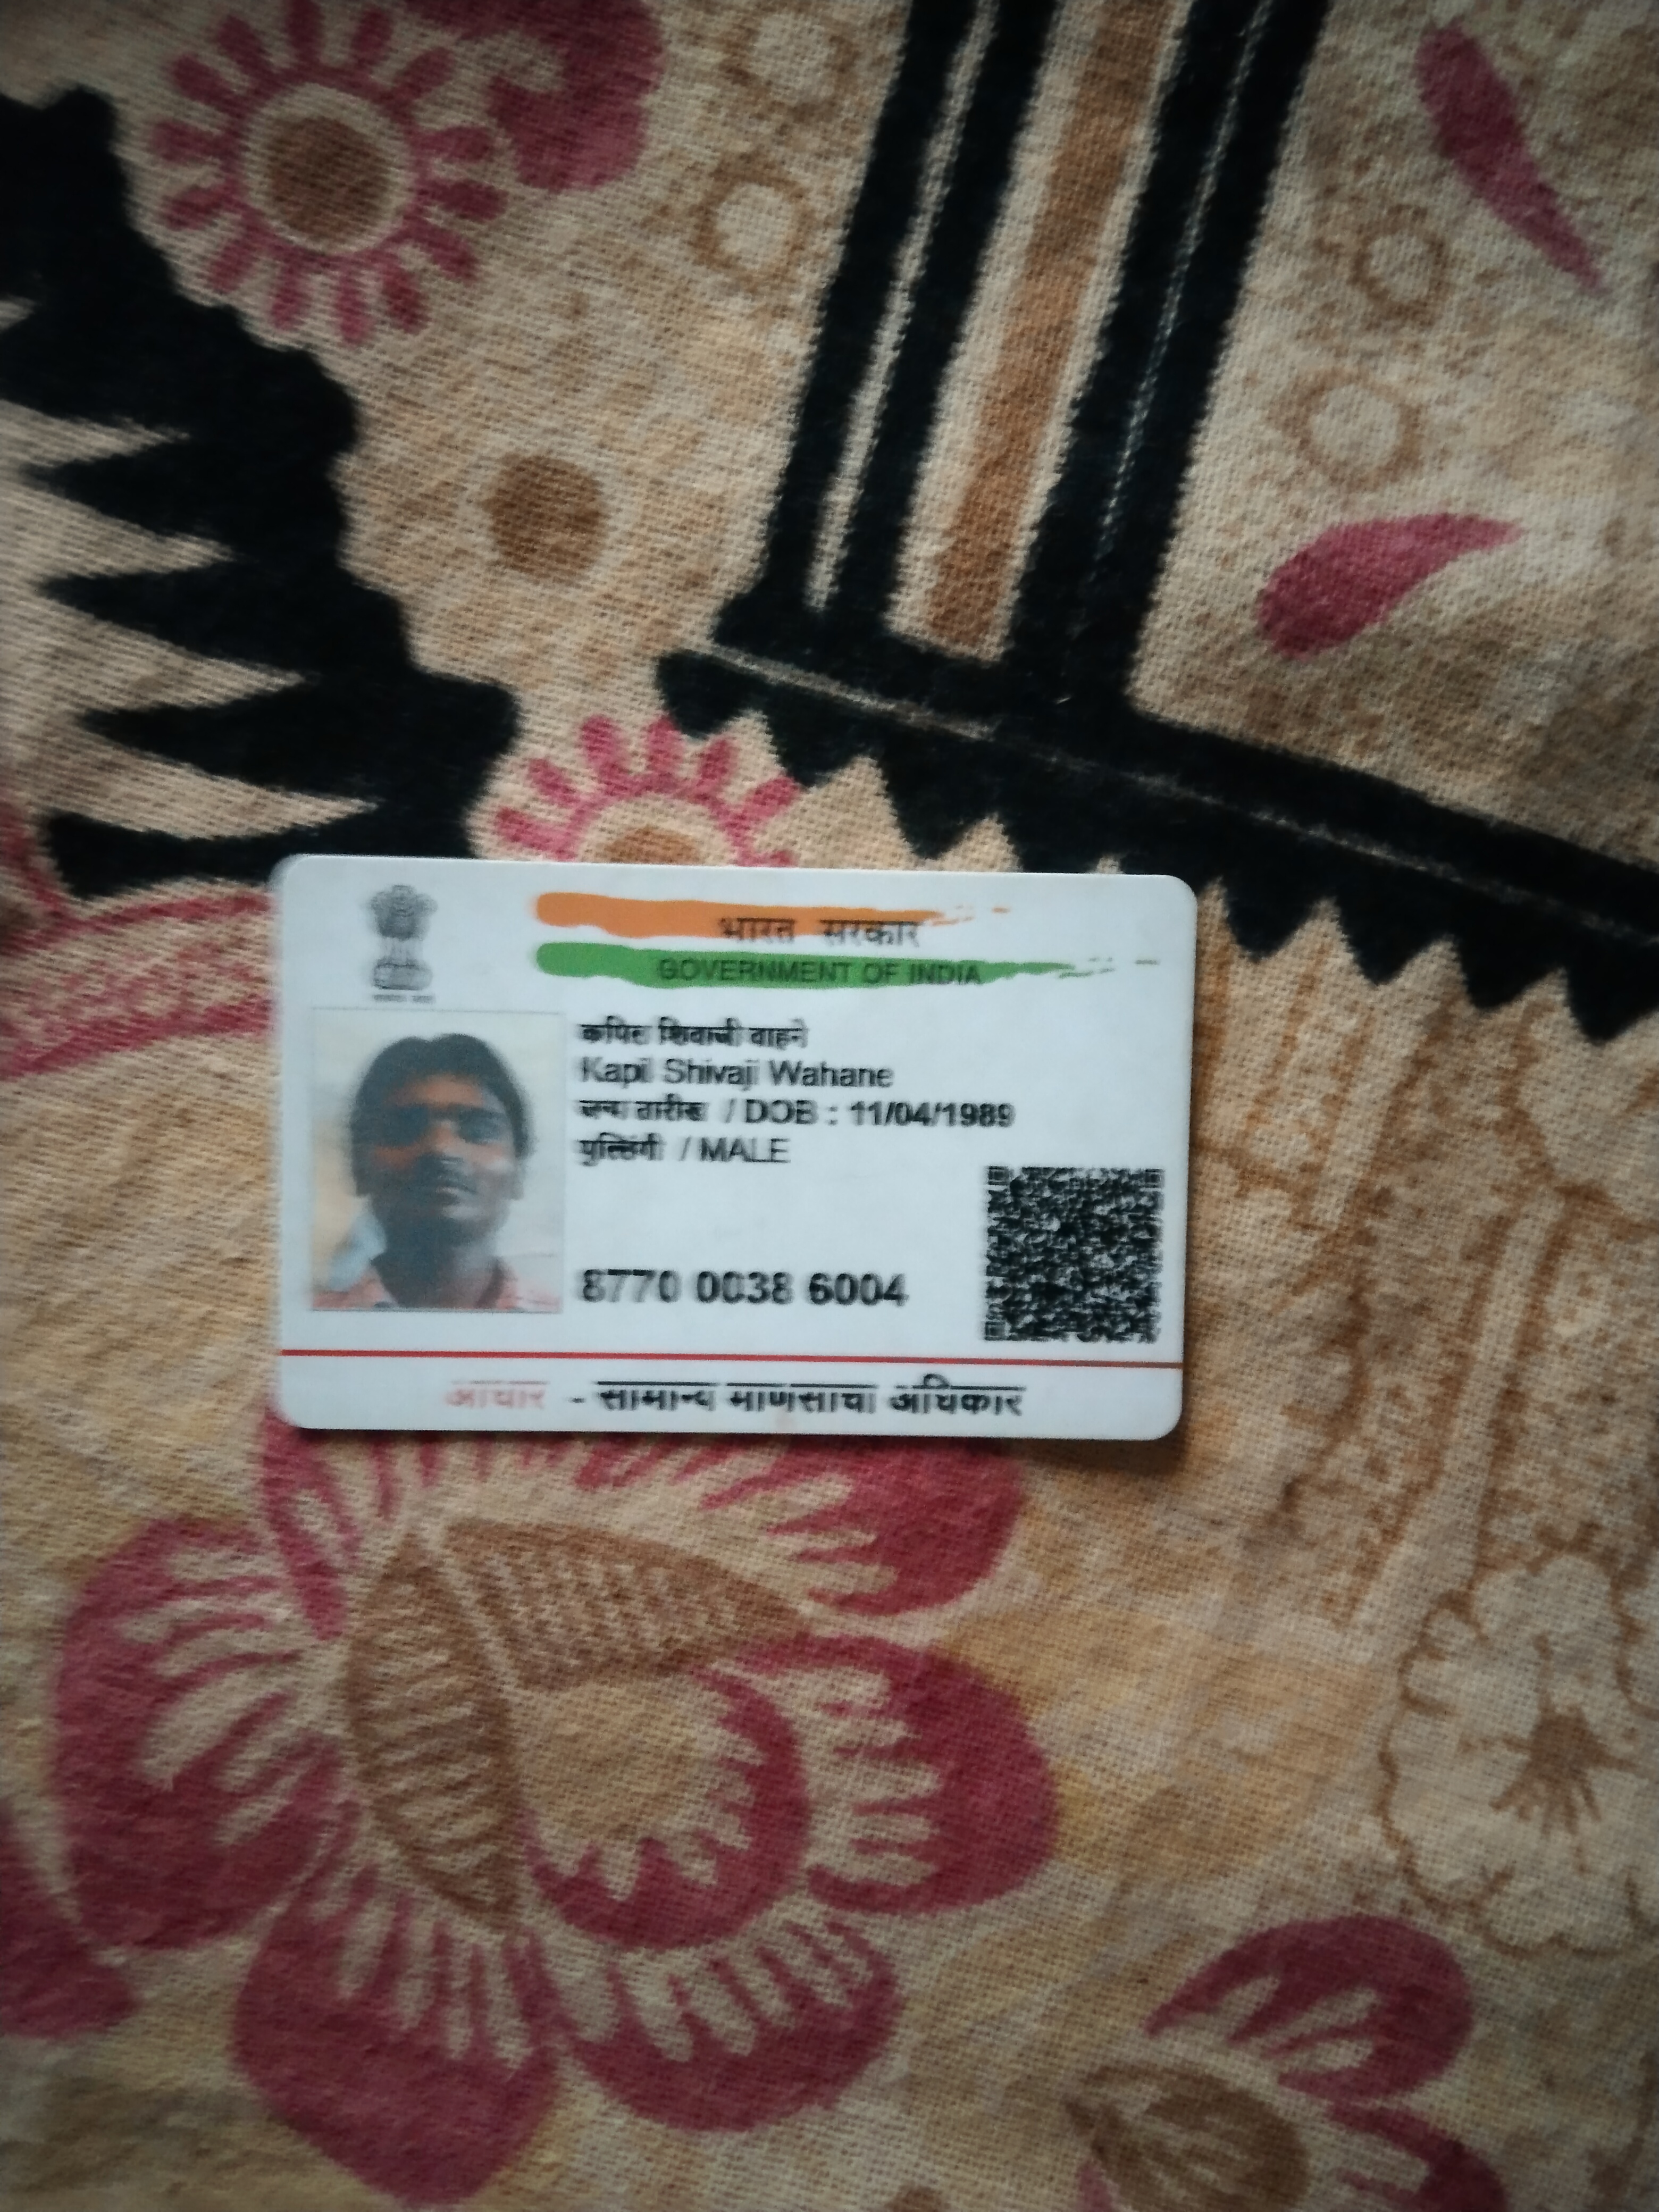 भारत सरकार
GOVERNMENT OF INDIA
कपिल शिवाजी वाहने
Kapil Shivaji Wahane
जन्म तारीख / DOB : 11/04/1989
पुल्लिंगी / MALE
8770 0038 6004
आधार - सामान्य माणसाचा अधिकार